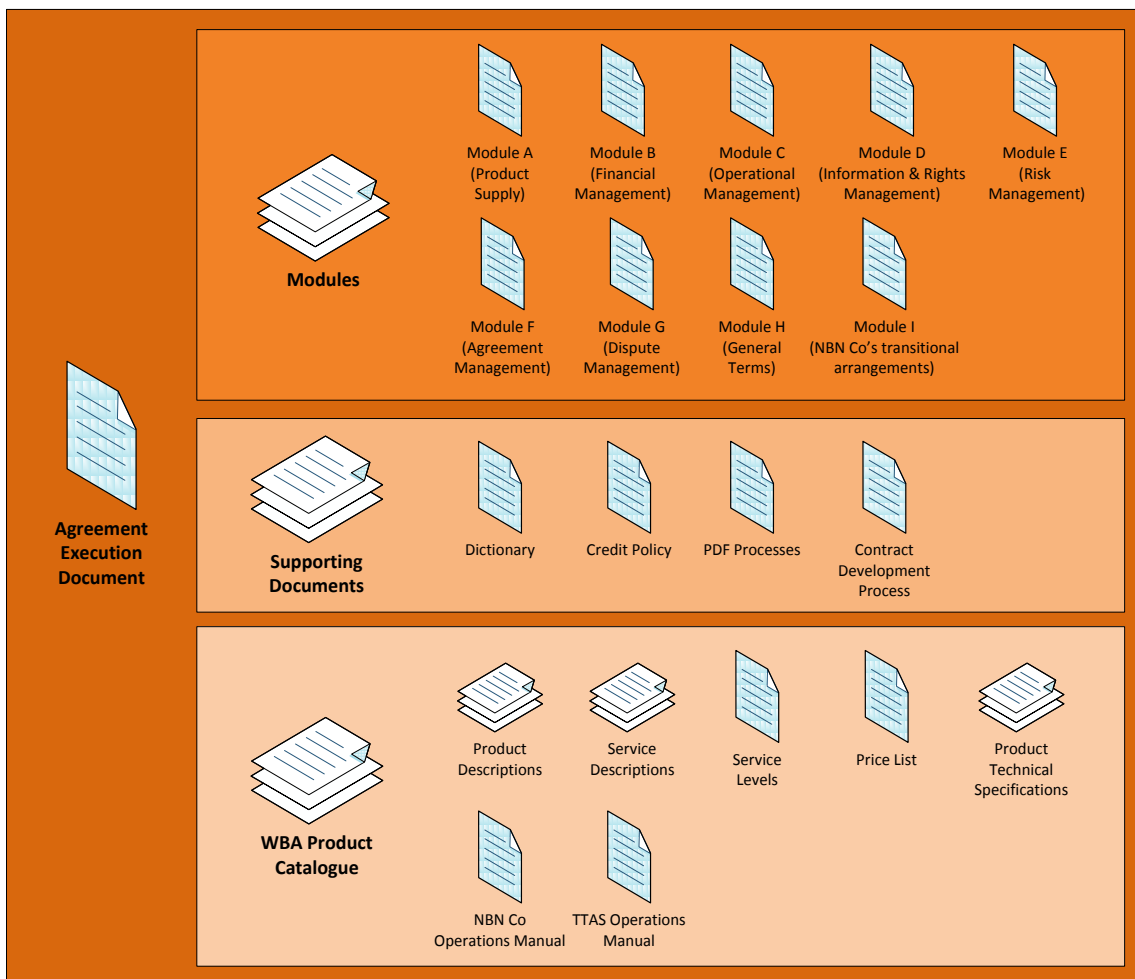 Module A
(Product
Supply)
Module B
(Financial
Management)
Module C
(Operational
Management)
Module D
(Information & Rights
Management)
Module E
(Risk
Management)
Modules
Module F
(Agreement
Management)
Module G
(Dispute
Management)
Module H
(General
Terms)
Module I
(NBN Co’s transitional
arrangements)
Agreement
Execution
Document
Supporting
Documents
Dictionary
Credit Policy
PDF Processes
Contract
Development
Process
WBA Product
Catalogue
Product
Descriptions
Service
Descriptions
Service
Levels
Price List
Product
Technical
Specifications
NBN Co
Operations Manual
TTAS Operations
Manual